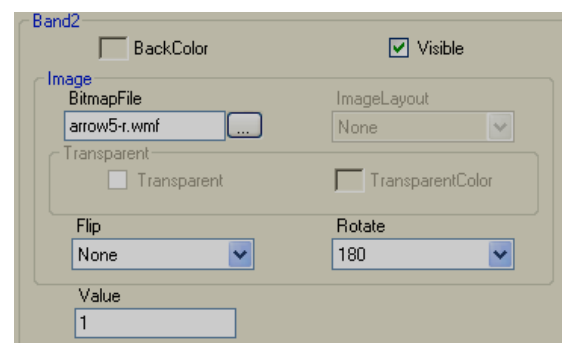 Band2
BackColor Visible
Image
BitmapFile ImageLayout
arrow5-r.wmf ... None
Transparent
Transparent TransparentColor
Flip Rotate
None 180
Value
1